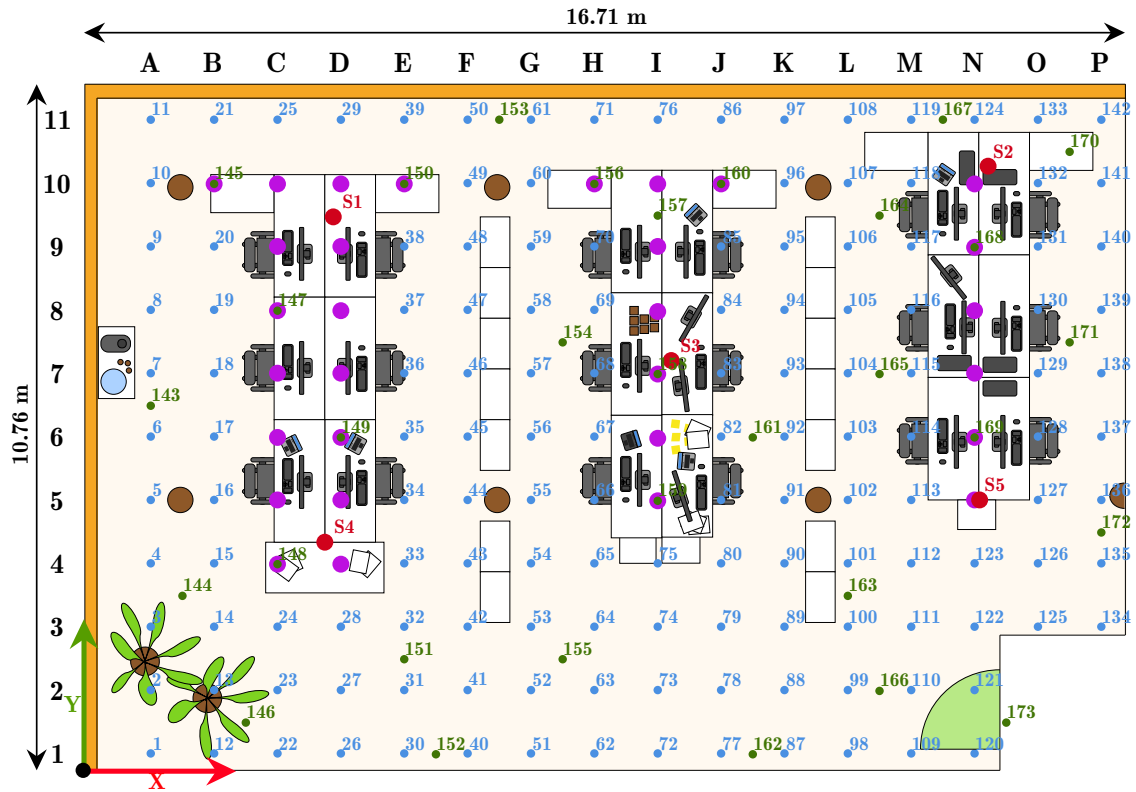 16.71 m
A B C D E F G H I J K L M N O P
11 11 21 25 29 39 50 153 61 71 76 86 97 108 119 167 124 133 142
170
S2
10 10 145 150 49 60 156 160 96 107 118 132 141
S1 157 164
9 9 20 38 48 59 70 85 95 106 117 168 131 140
8 8 19 147 37 47 58 69 84 94 105 116 130 139
154 S3 171
7 7 18 36 46 57 68 158 83 93 104 165 115 129 138
143
10.76 m
6 6 17 149 35 45 56 67 82 161 92 103 114 169 128 137
5 5 16 34 44 55 66 159 81 91 102 113 S5 127 136
S4 172
4 4 15 148 33 43 54 65 75 80 90 101 112 123 126 135
144 163
3 3 14 24 28 32 42 53 64 74 79 89 100 111 122 125 134
151 155
2 2 13 23 27 31 41 52 63 73 78 88 99 166 110 121
Y 146 173
1 1 12 22 26 30 152 40 51 62 72 77 162 87 98 109 120
X